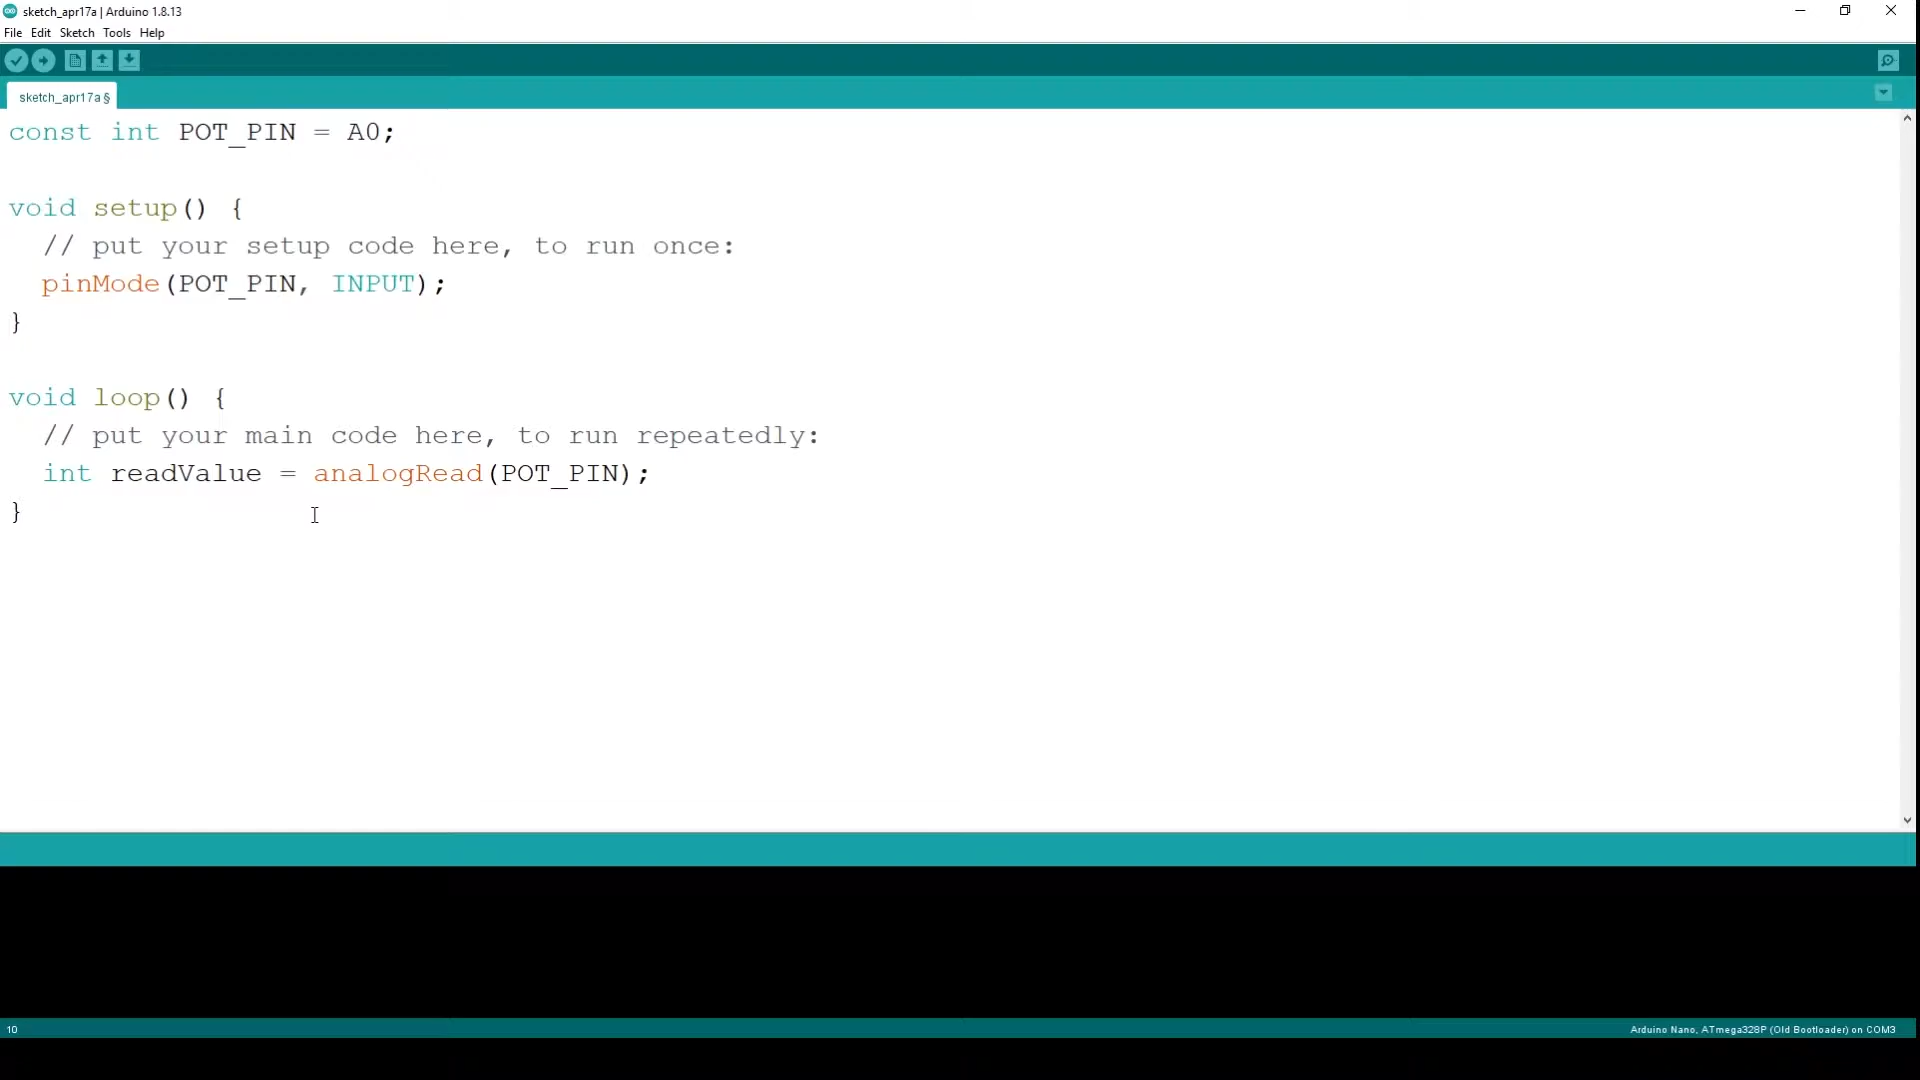 sketch_apr17a | Arduino 1.8.13
File Edit Sketch Tools Help
sketch_apr17a §
const int POT_PIN = A0;
void setup() {
// put your setup code here, to run once:
pinMode(POT_PIN, INPUT);
}
void loop() {
// put your main code here, to run repeatedly:
int readValue = analogRead(POT_PIN);
}
10
Arduino Nano, ATmega328P (Old Bootloader) on COM3